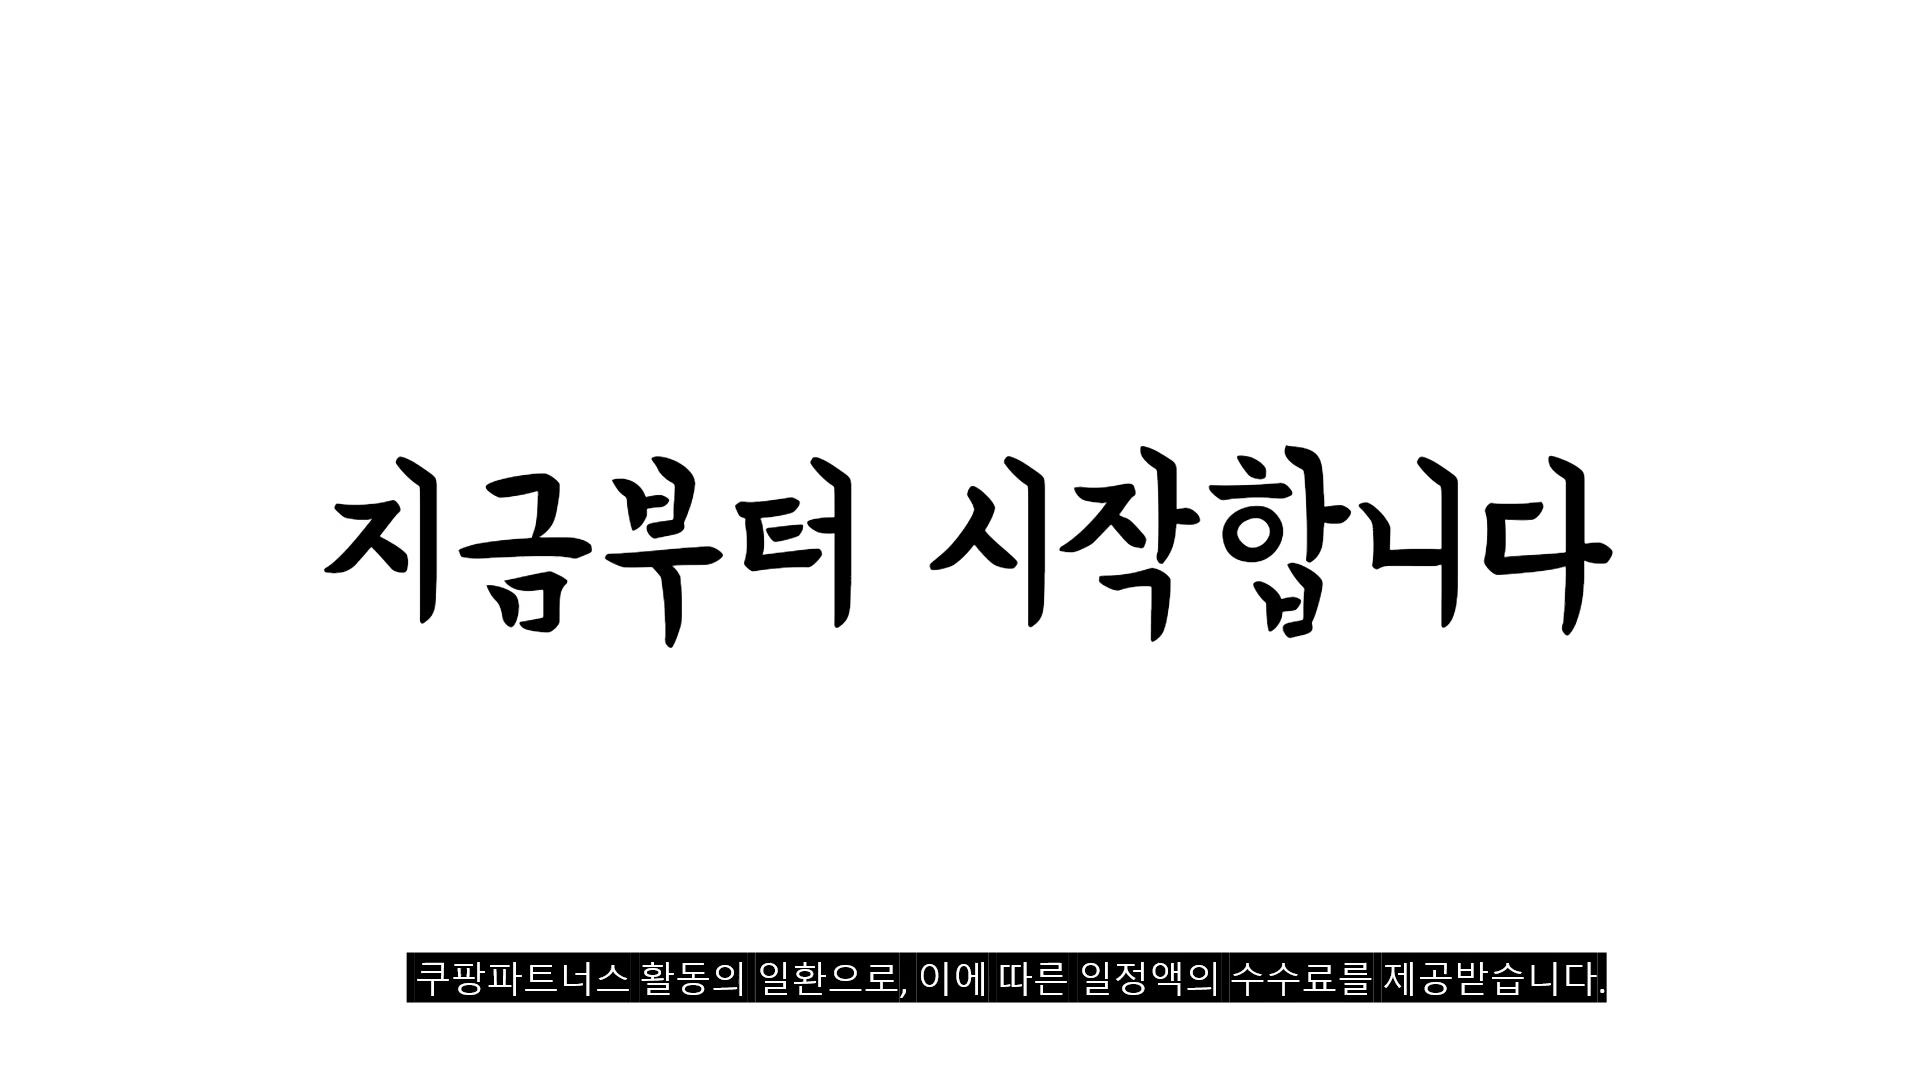 지금부터 시작합니다
쿠팡파트너스 활동의 일환으로, 이에 따른 일정액의 수수료를 제공받습니다.